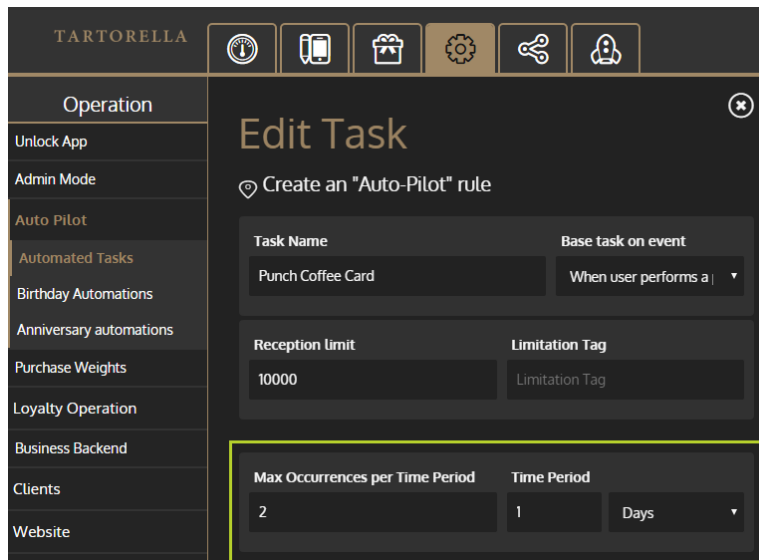 TARTORELLA
Operation
Unlock App
Admin Mode
Auto Pilot
Automated Tasks
Birthday Automations
Anniversary automations
Purchase Weights
Loyalty Operation
Business Backend
Clients
Website
Edit Task
Create an "Auto-Pilot" rule
Task Name
Base task on event
Punch Coffee Card
When user performs a
Reception limit
Limitation Tag
10000
Limitation Tag
Max Occurrences per Time Period
Time Period
2
1
Days